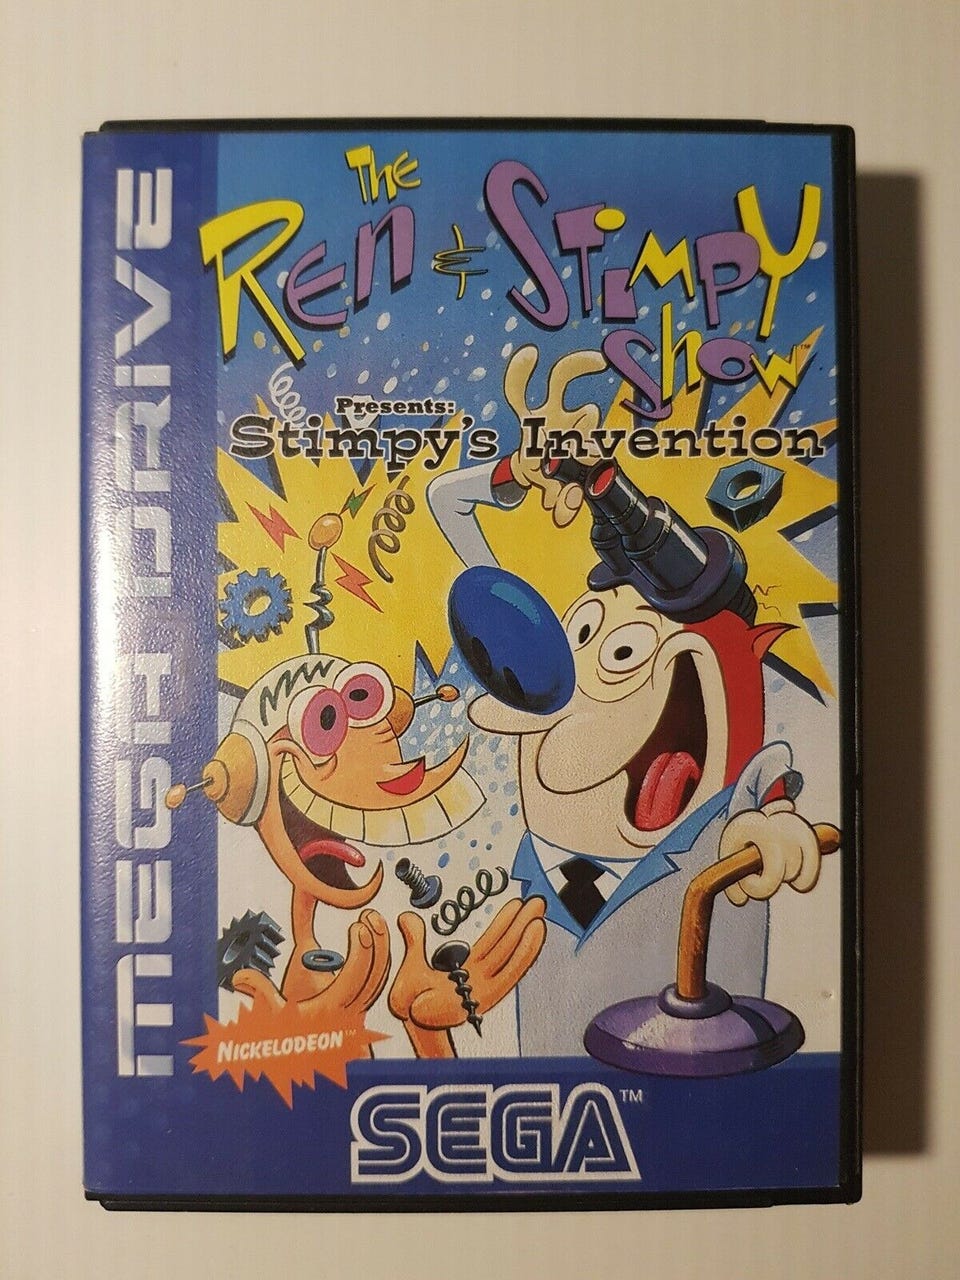 MEGA DRIVE
The
Ren & Stimpy
Show™
Presents:
Stimpy's Invention
NICKELODEON™
SEGA™